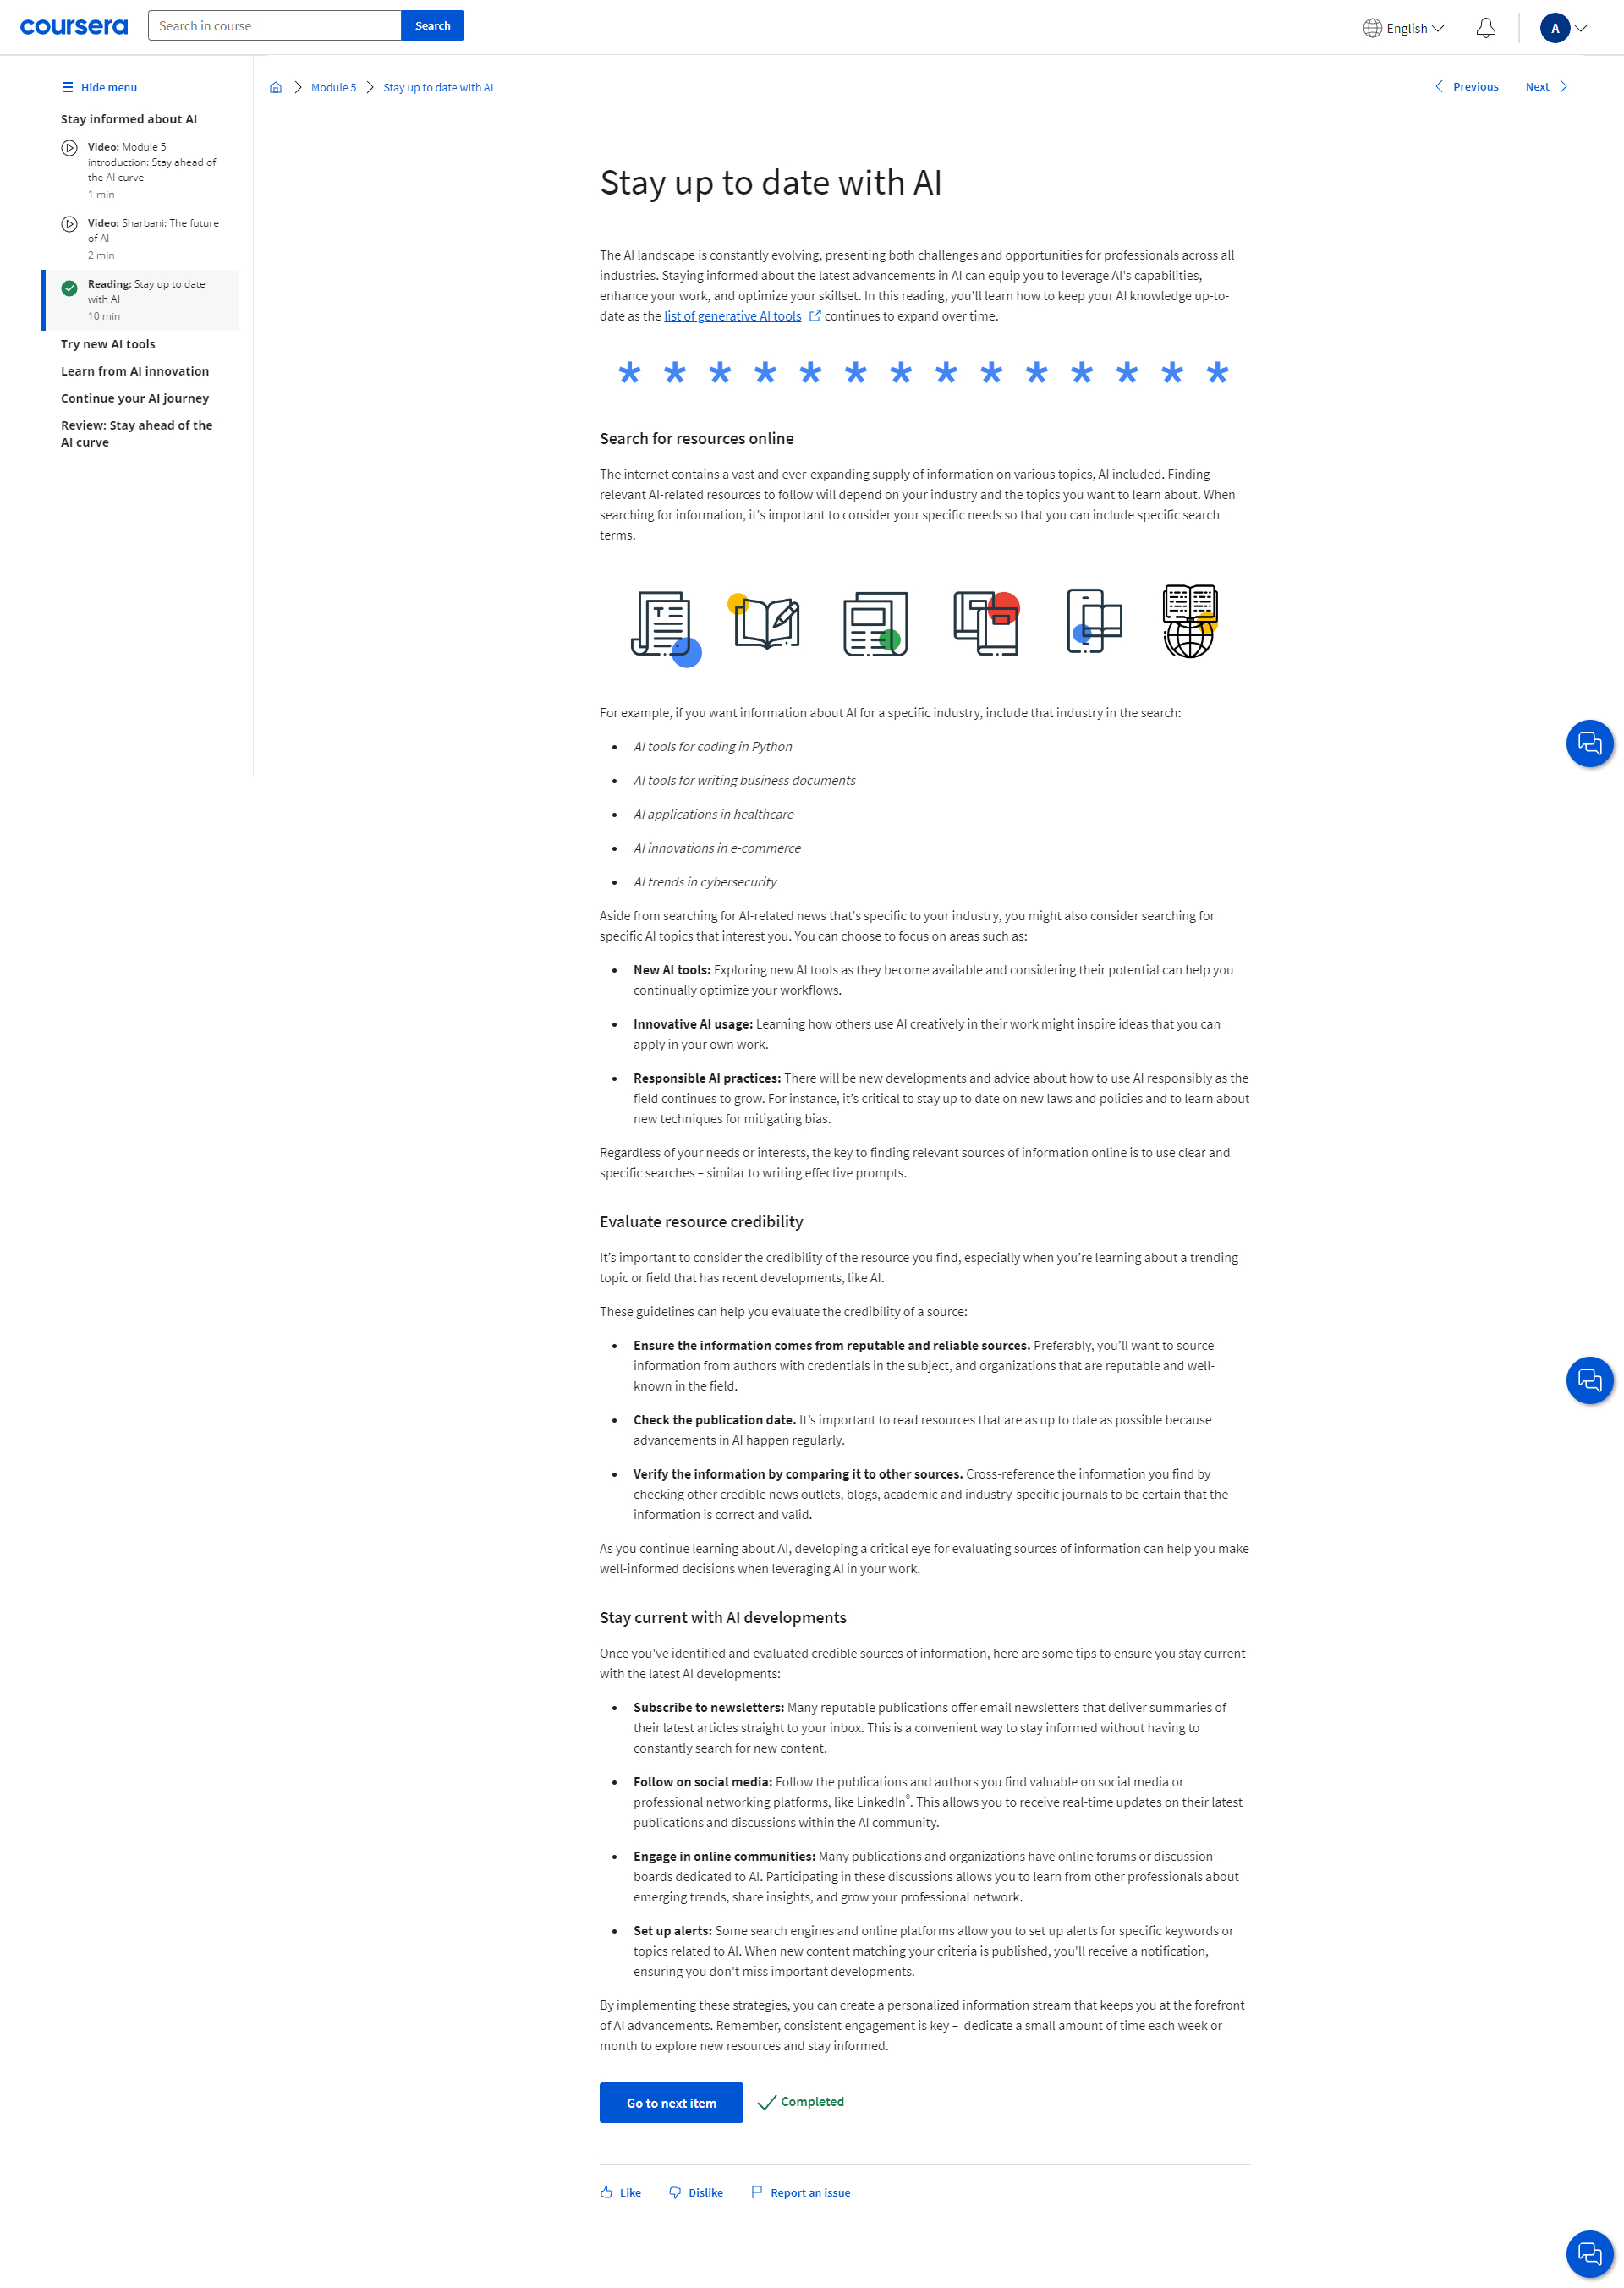 coursera
Search in course
Search
English
A
Hide menu
Stay informed about AI
Video: Module 5
introduction: Stay ahead of
the AI curve
1 min
Video: Sharbani: The future
of AI
2 min
Reading: Stay up to date
with AI
10 min
Try new AI tools
Learn from AI innovation
Continue your AI journey
Review: Stay ahead of the
AI curve
Module 5
Stay up to date with AI
Previous
Next
Stay up to date with AI
The AI landscape is constantly evolving, presenting both challenges and opportunities for professionals across all
industries. Staying informed about the latest advancements in AI can equip you to leverage AI's capabilities,
enhance your work, and optimize your skillset. In this reading, you'll learn how to keep your AI knowledge up-to-
date as the list of generative AI tools continues to expand over time.
* * * * * * * * * * * * * *
Search for resources online
The internet contains a vast and ever-expanding supply of information on various topics, AI included. Finding
relevant AI-related resources to follow will depend on your industry and the topics you want to learn about. When
searching for information, it's important to consider your specific needs so that you can include specific search
terms.
For example, if you want information about AI for a specific industry, include that industry in the search:
• AI tools for coding in Python
• AI tools for writing business documents
• AI applications in healthcare
• AI innovations in e-commerce
• AI trends in cybersecurity
Aside from searching for AI-related news that's specific to your industry, you might also consider searching for
specific AI topics that interest you. You can choose to focus on areas such as:
• New AI tools: Exploring new AI tools as they become available and considering their potential can help you
continually optimize your workflows.
• Innovative AI usage: Learning how others use AI creatively in their work might inspire ideas that you can
apply in your own work.
• Responsible AI practices: There will be new developments and advice about how to use AI responsibly as the
field continues to grow. For instance, it’s critical to stay up to date on new laws and policies and to learn about
new techniques for mitigating bias.
Regardless of your needs or interests, the key to finding relevant sources of information online is to use clear and
specific searches – similar to writing effective prompts.
Evaluate resource credibility
It’s important to consider the credibility of the resource you find, especially when you’re learning about a trending
topic or field that has recent developments, like AI.
These guidelines can help you evaluate the credibility of a source:
• Ensure the information comes from reputable and reliable sources. Preferably, you’ll want to source
information from authors with credentials in the subject, and organizations that are reputable and well-
known in the field.
• Check the publication date. It’s important to read resources that are as up to date as possible because
advancements in AI happen regularly.
• Verify the information by comparing it to other sources. Cross-reference the information you find by
checking other credible news outlets, blogs, academic and industry-specific journals to be certain that the
information is correct and valid.
As you continue learning about AI, developing a critical eye for evaluating sources of information can help you make
well-informed decisions when leveraging AI in your work.
Stay current with AI developments
Once you've identified and evaluated credible sources of information, here are some tips to ensure you stay current
with the latest AI developments:
• Subscribe to newsletters: Many reputable publications offer email newsletters that deliver summaries of
their latest articles straight to your inbox. This is a convenient way to stay informed without having to
constantly search for new content.
• Follow on social media: Follow the publications and authors you find valuable on social media or
professional networking platforms, like LinkedIn®. This allows you to receive real-time updates on their latest
publications and discussions within the AI community.
• Engage in online communities: Many publications and organizations have online forums or discussion
boards dedicated to AI. Participating in these discussions allows you to learn from other professionals about
emerging trends, share insights, and grow your professional network.
• Set up alerts: Some search engines and online platforms allow you to set up alerts for specific keywords or
topics related to AI. When new content matching your criteria is published, you'll receive a notification,
ensuring you don't miss important developments.
By implementing these strategies, you can create a personalized information stream that keeps you at the forefront
of AI advancements. Remember, consistent engagement is key – dedicate a small amount of time each week or
month to explore new resources and stay informed.
Go to next item
Completed
Like
Dislike
Report an issue